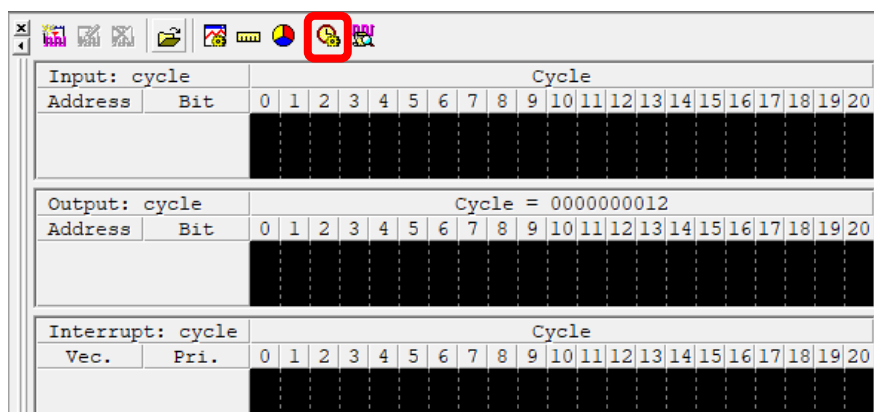 Input: cycle Cycle
Address Bit 0 1 2 3 4 5 6 7 8 9 10 11 12 13 14 15 16 17 18 19 20
Output: cycle Cycle = 0000000012
Address Bit 0 1 2 3 4 5 6 7 8 9 10 11 12 13 14 15 16 17 18 19 20
Interrupt: cycle Cycle
Vec. Pri. 0 1 2 3 4 5 6 7 8 9 10 11 12 13 14 15 16 17 18 19 20